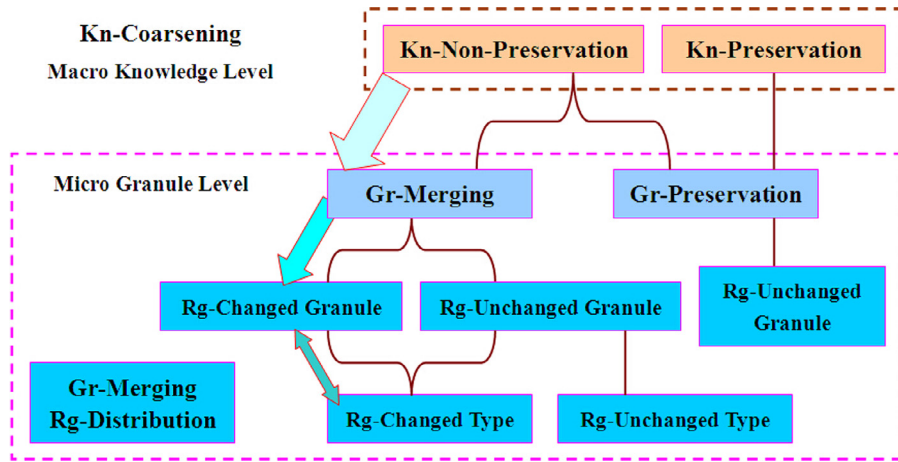 Kn-Coarsening
Macro Knowledge Level
Kn-Non-Preservation
Kn-Preservation
Micro Granule Level
Gr-Merging
Gr-Preservation
Rg-Changed Granule
Rg-Unchanged Granule
Rg-Unchanged
Granule
Gr-Merging
Rg-Distribution
Rg-Changed Type
Rg-Unchanged Type